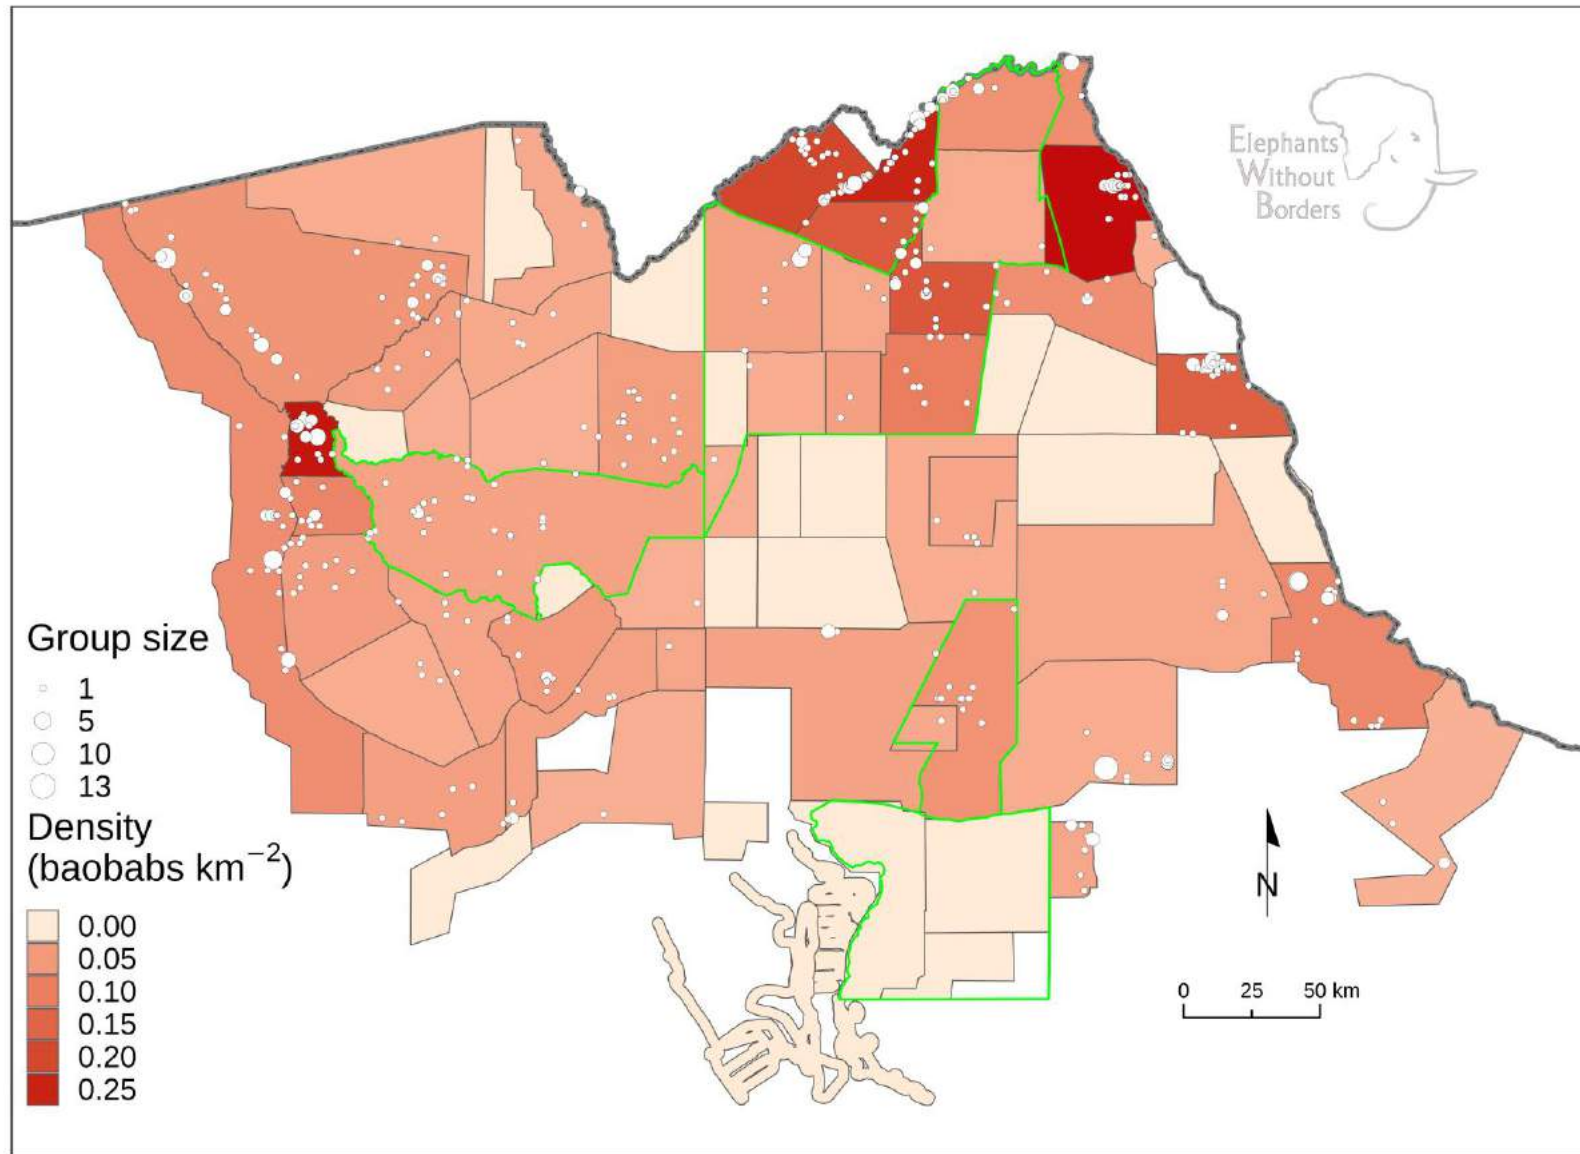 Elephants
Without
Borders
Group size
1
5
10
13
Density
(baobabs km⁻²)
0.00
0.05
0.10
0.15
0.20
0.25
N
0 25 50 km